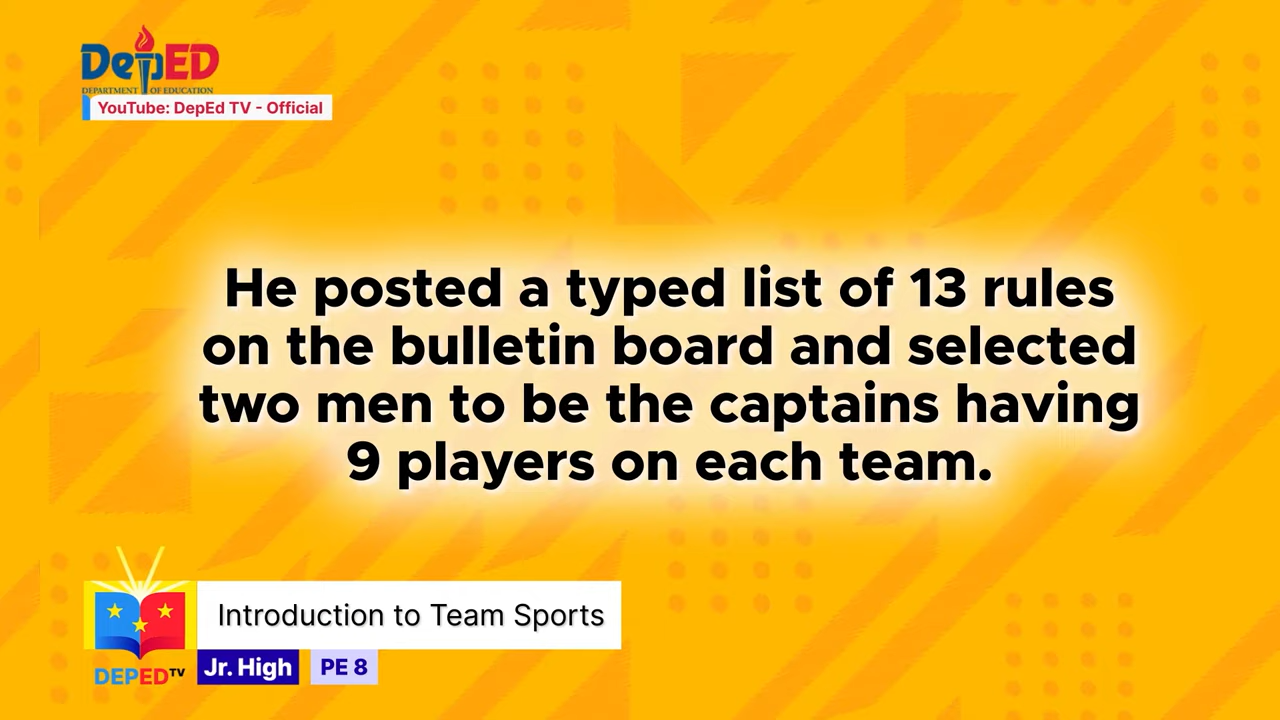 DepED
DEPARTMENT OF EDUCATION
YouTube: DepEd TV - Official
He posted a typed list of 13 rules
on the bulletin board and selected
two men to be the captains having
9 players on each team.
Introduction to Team Sports
DEPED TV
Jr. High
PE 8